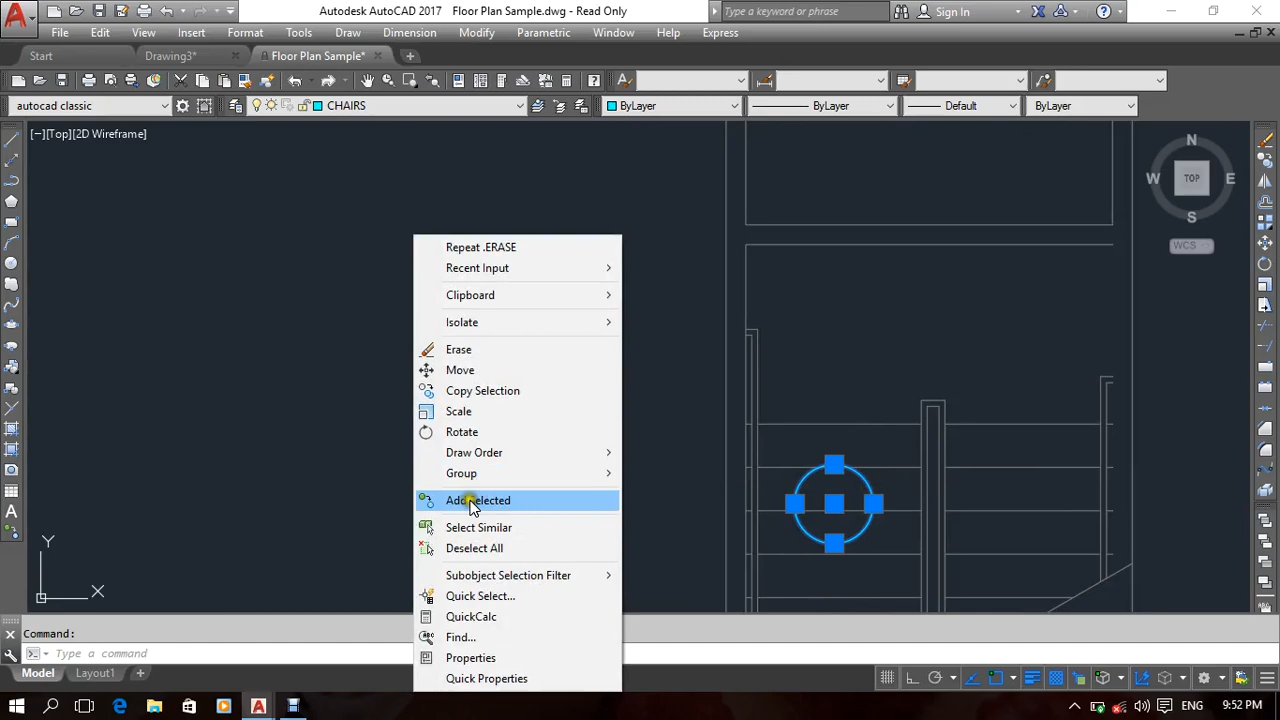 Autodesk AutoCAD 2017 Floor Plan Sample.dwg - Read Only
Type a keyword or phrase
Sign In
File Edit View Insert Format Tools Draw Dimension Modify Parametric Window Help Express
Start
Drawing3*
Floor Plan Sample*
autocad classic
CHAIRS
ByLayer
ByLayer
Default
ByLayer
[−][Top][2D Wireframe]
N
W TOP E
S
WCS
Repeat .ERASE
Recent Input
Clipboard
Isolate
Erase
Move
Copy Selection
Scale
Rotate
Draw Order
Group
Add Selected
Select Similar
Deselect All
Subobject Selection Filter
Quick Select...
QuickCalc
Find...
Properties
Quick Properties
Y
X
Command:
Type a command
Model Layout1
ENG 9:52 PM